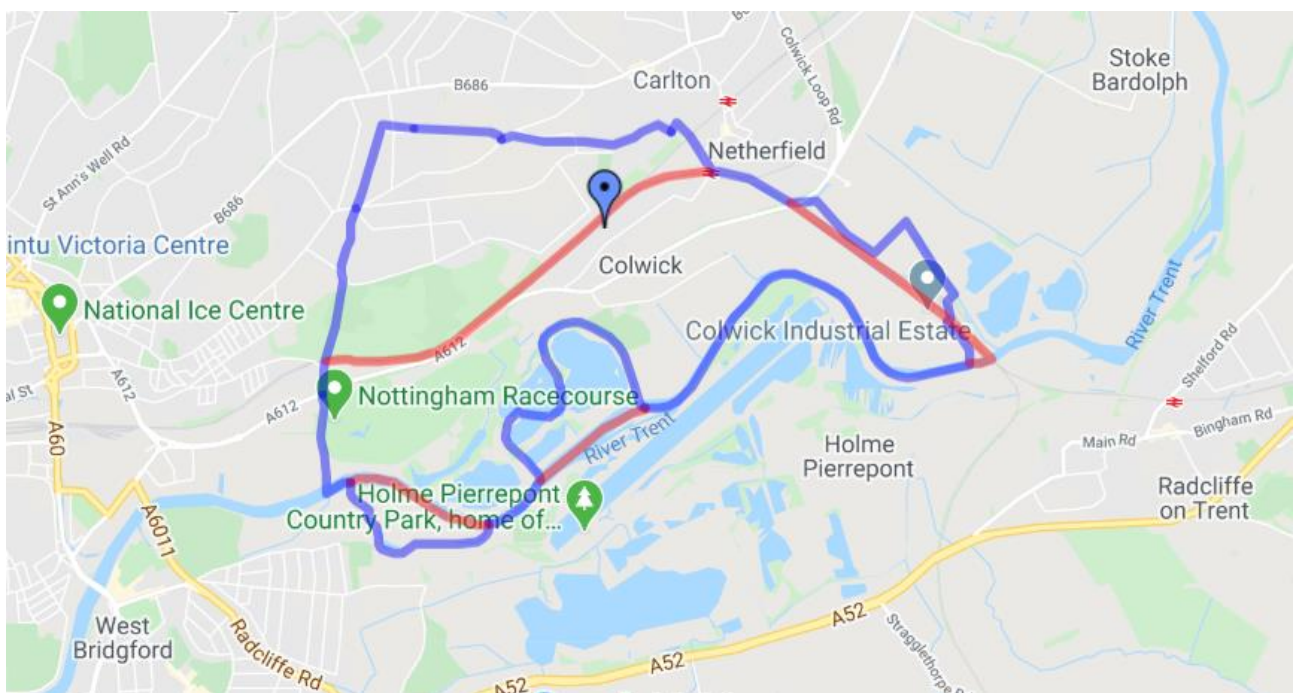 Stoke
Bardolph
Colwick Loop Rd
Carlton
B686
St Ann's Well Rd
Netherfield
B686
intu Victoria Centre
Colwick
National Ice Centre
River Trent
Colwick Industrial Estate
A612
Shelford Rd
A612
Nottingham Racecourse
A612
A60
River Trent
Bingham Rd
Main Rd
Holme
Pierrepont
Holme Pierrepont
Country Park, home of...
Radcliffe
on Trent
A6011
West
Bridgford
Radcliffe Rd
A52
A52
A52